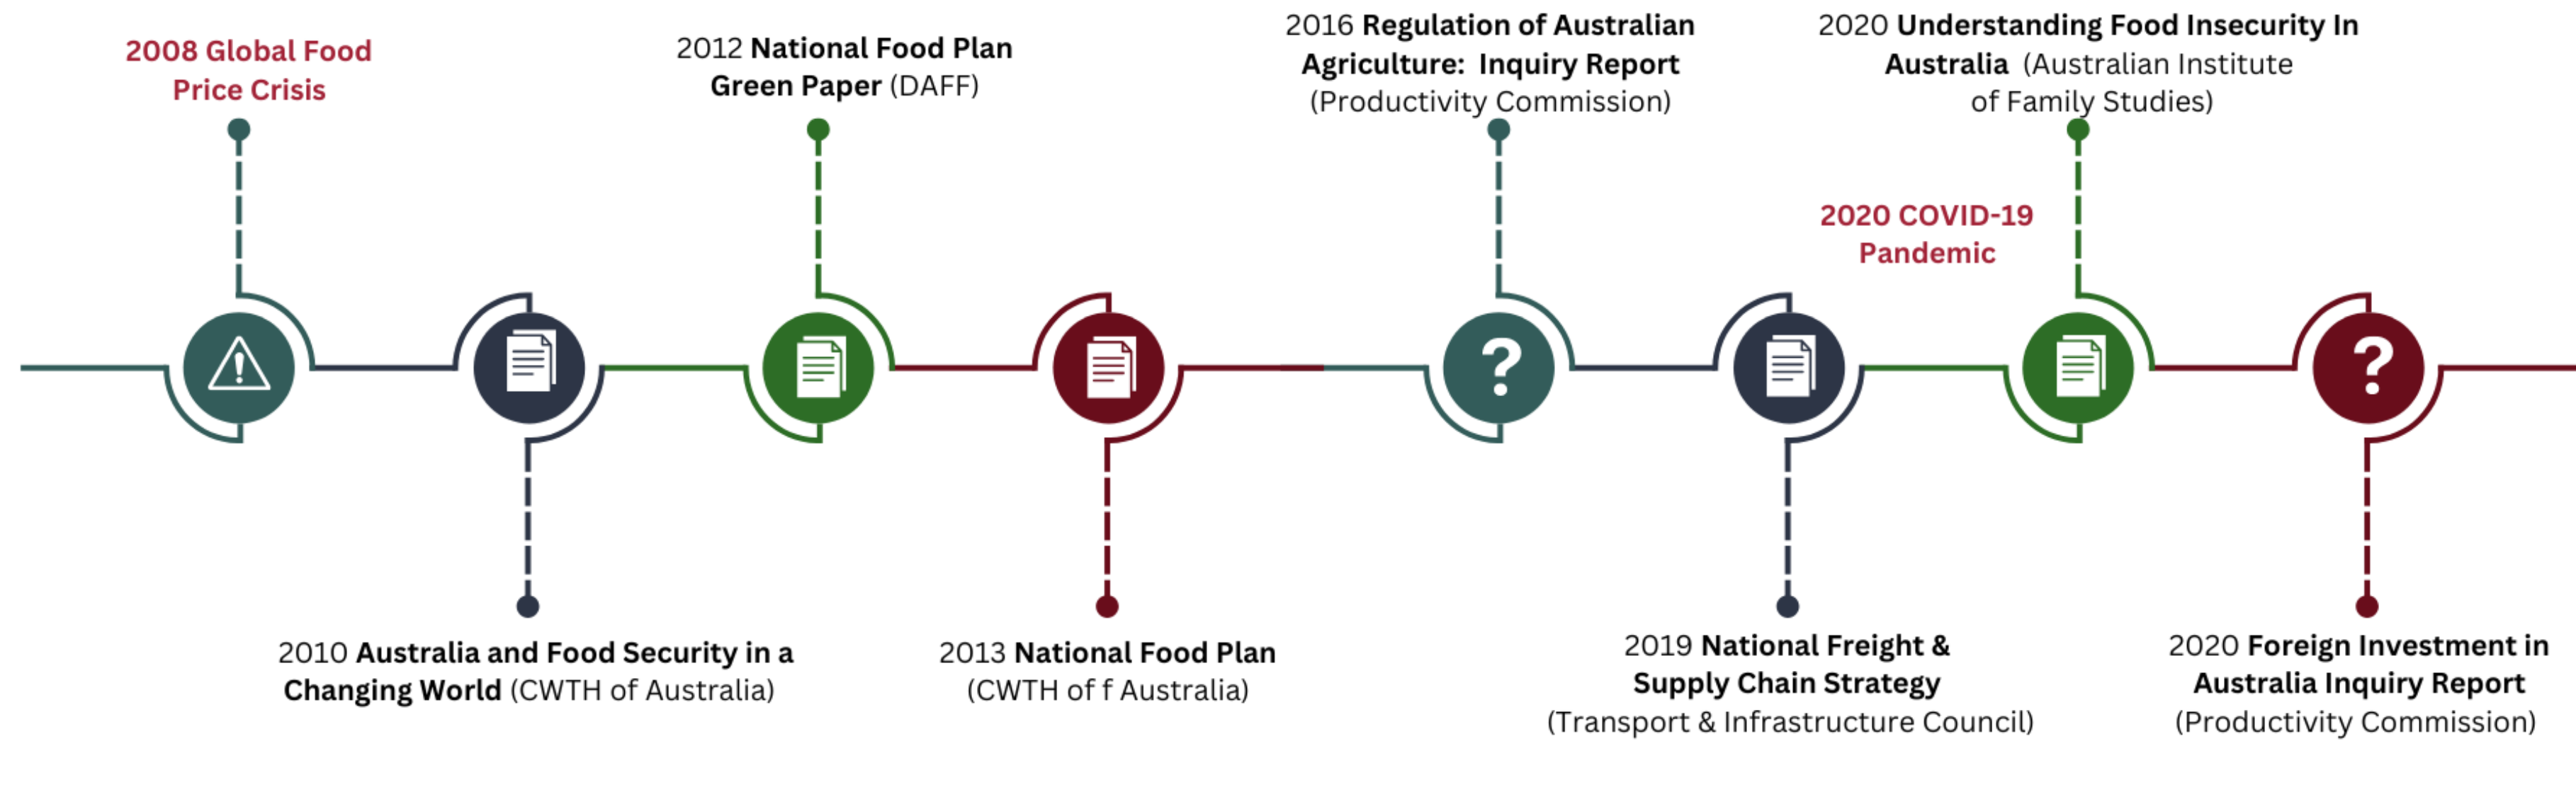 2008 Global Food
Price Crisis
2010 Australia and Food Security in a
Changing World (CWTH of Australia)
2012 National Food Plan
Green Paper (DAFF)
2013 National Food Plan
(CWTH of f Australia)
2016 Regulation of Australian
Agriculture: Inquiry Report
(Productivity Commission)
2019 National Freight &
Supply Chain Strategy
(Transport & Infrastructure Council)
2020 COVID-19
Pandemic
2020 Understanding Food Insecurity In
Australia (Australian Institute
of Family Studies)
2020 Foreign Investment in
Australia Inquiry Report
(Productivity Commission)